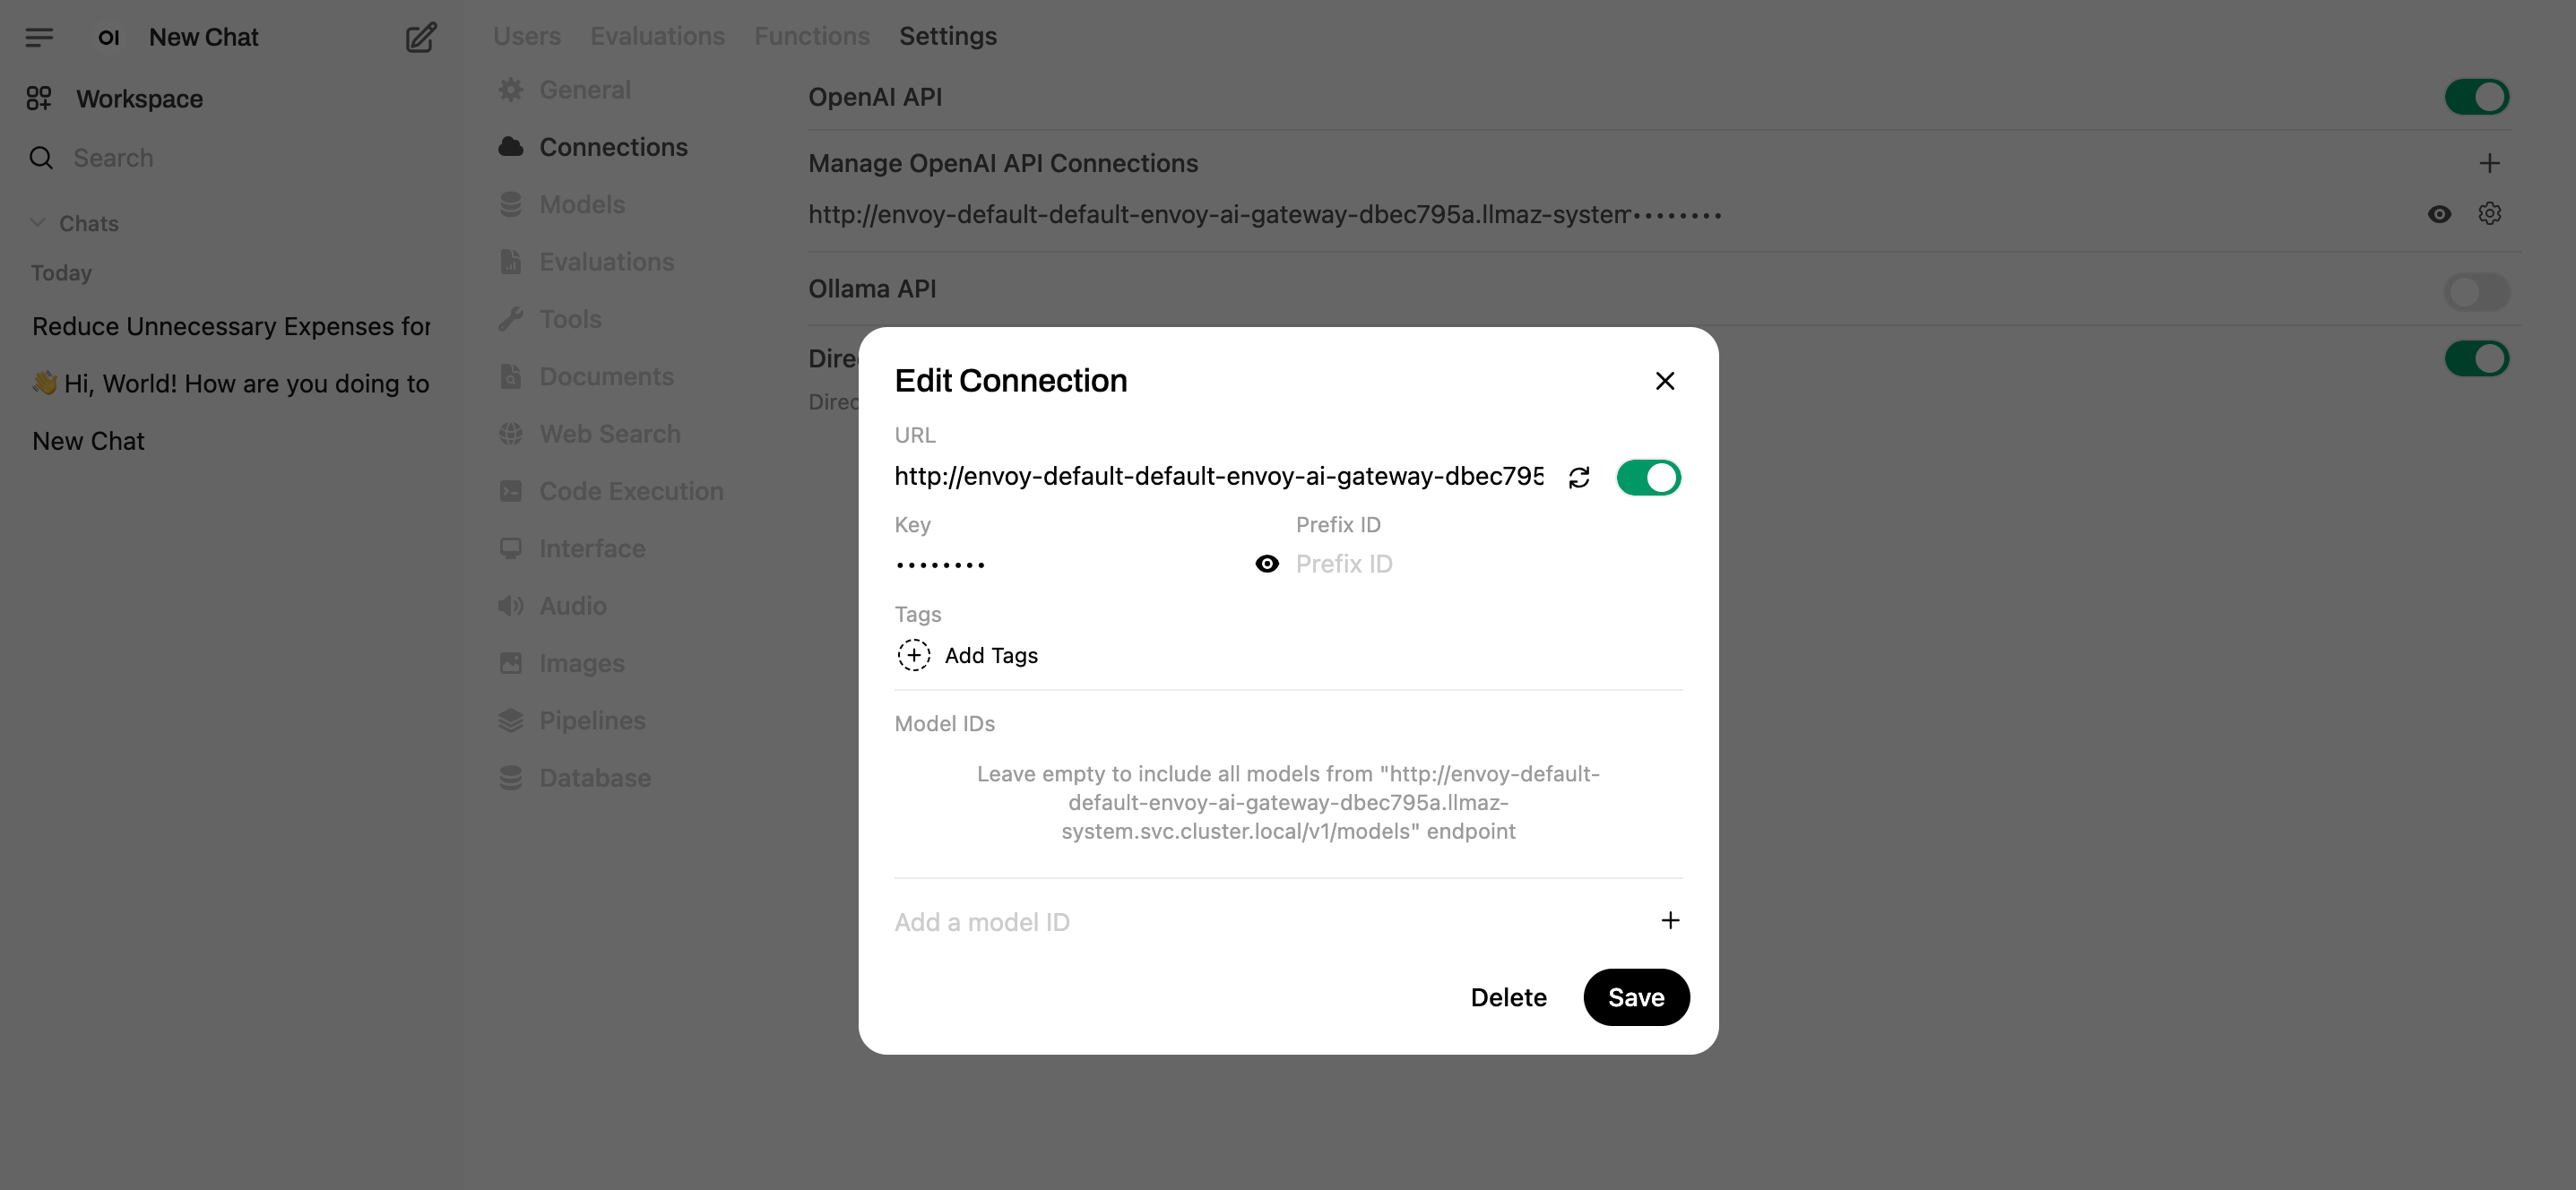 OI New Chat
Workspace
Search
Chats
Today
Reduce Unnecessary Expenses for
👋 Hi, World! How are you doing to
New Chat
Users Evaluations Functions Settings
General
Connections
Models
Evaluations
Tools
Documents
Web Search
Code Execution
Interface
Audio
Images
Pipelines
Database
OpenAI API
Manage OpenAI API Connections
http://envoy-default-default-envoy-ai-gateway-dbec795a.llmaz-system ••••••••
Ollama API
Direc
Direc
Edit Connection
URL
http://envoy-default-default-envoy-ai-gateway-dbec795
Key Prefix ID
•••••••• Prefix ID
Tags
Add Tags
Model IDs
Leave empty to include all models from "http://envoy-default-
default-envoy-ai-gateway-dbec795a.llmaz-
system.svc.cluster.local/v1/models" endpoint
Add a model ID
Delete Save